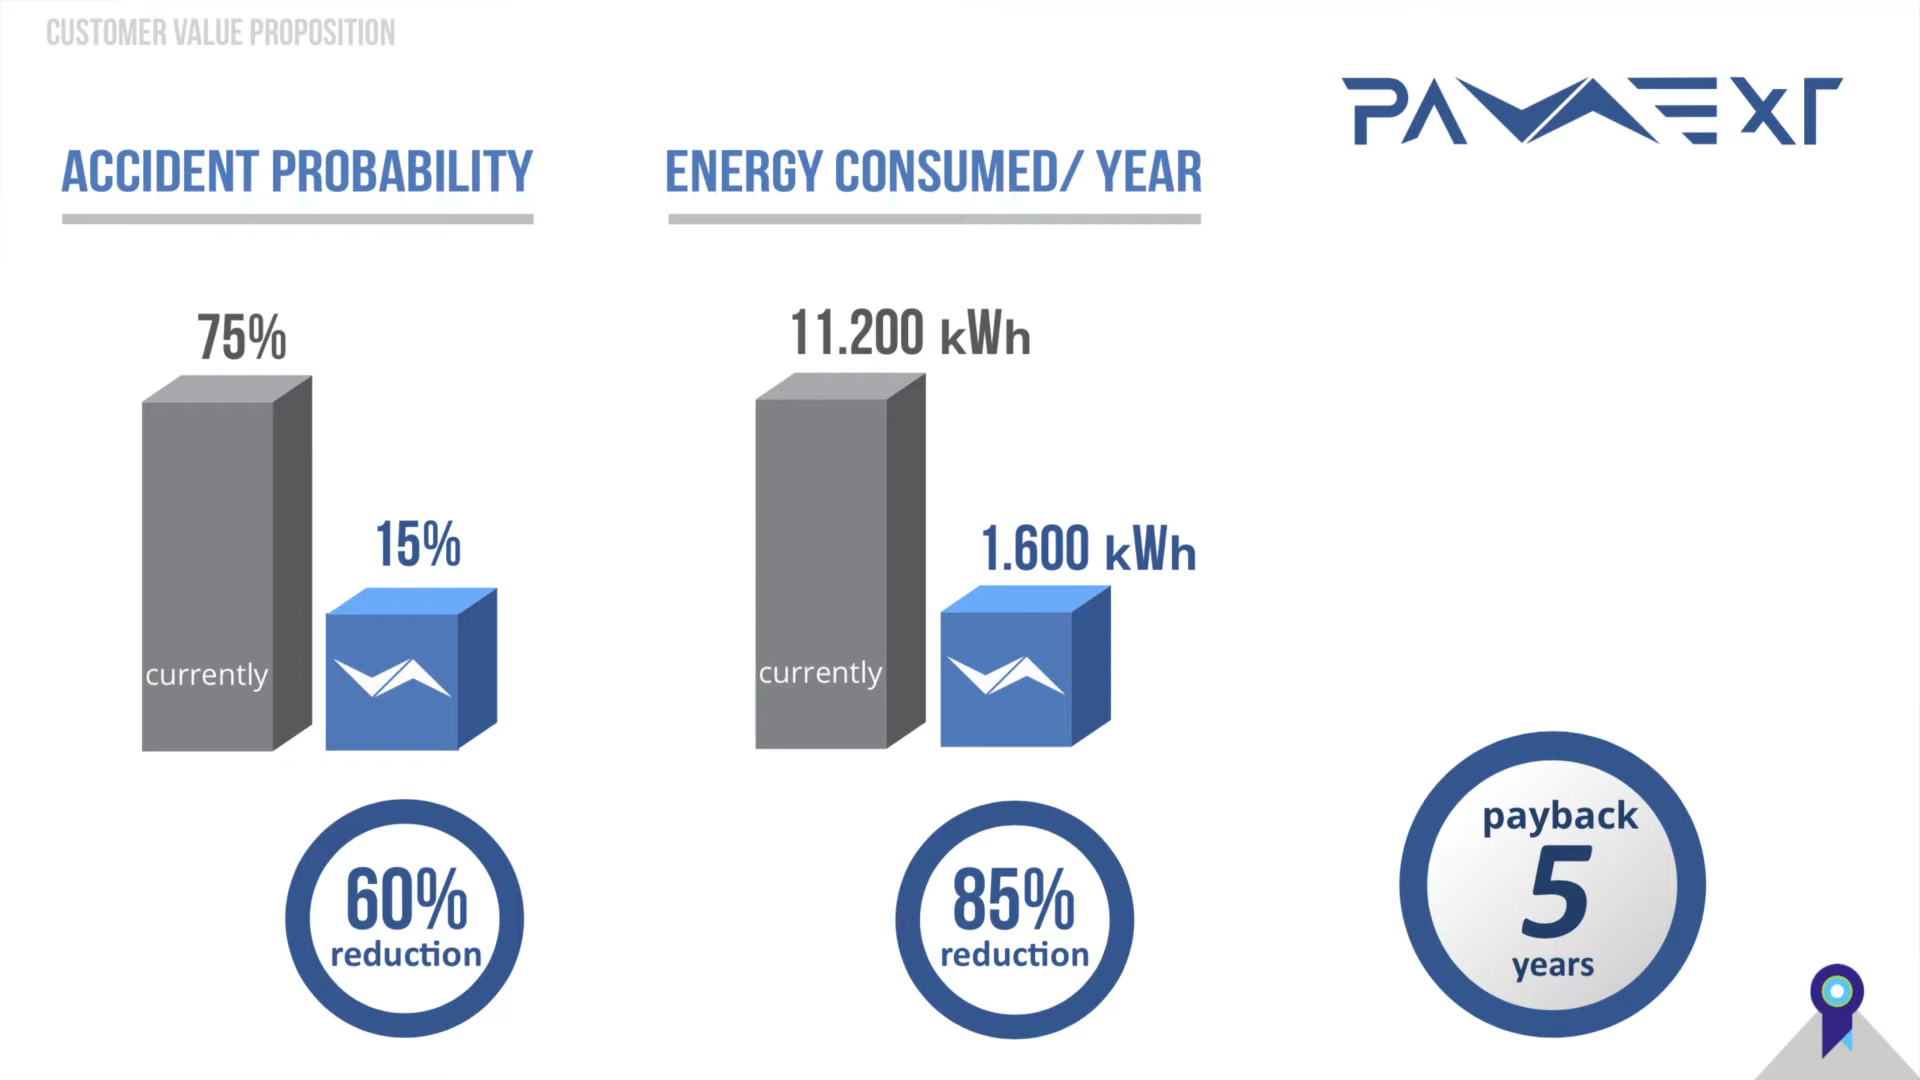 CUSTOMER VALUE PROPOSITION
PAVNEXT
ACCIDENT PROBABILITY
75%
15%
currently
60%
reduction
ENERGY CONSUMED/ YEAR
11.200 kWh
1.600 kWh
currently
85%
reduction
payback
5
years